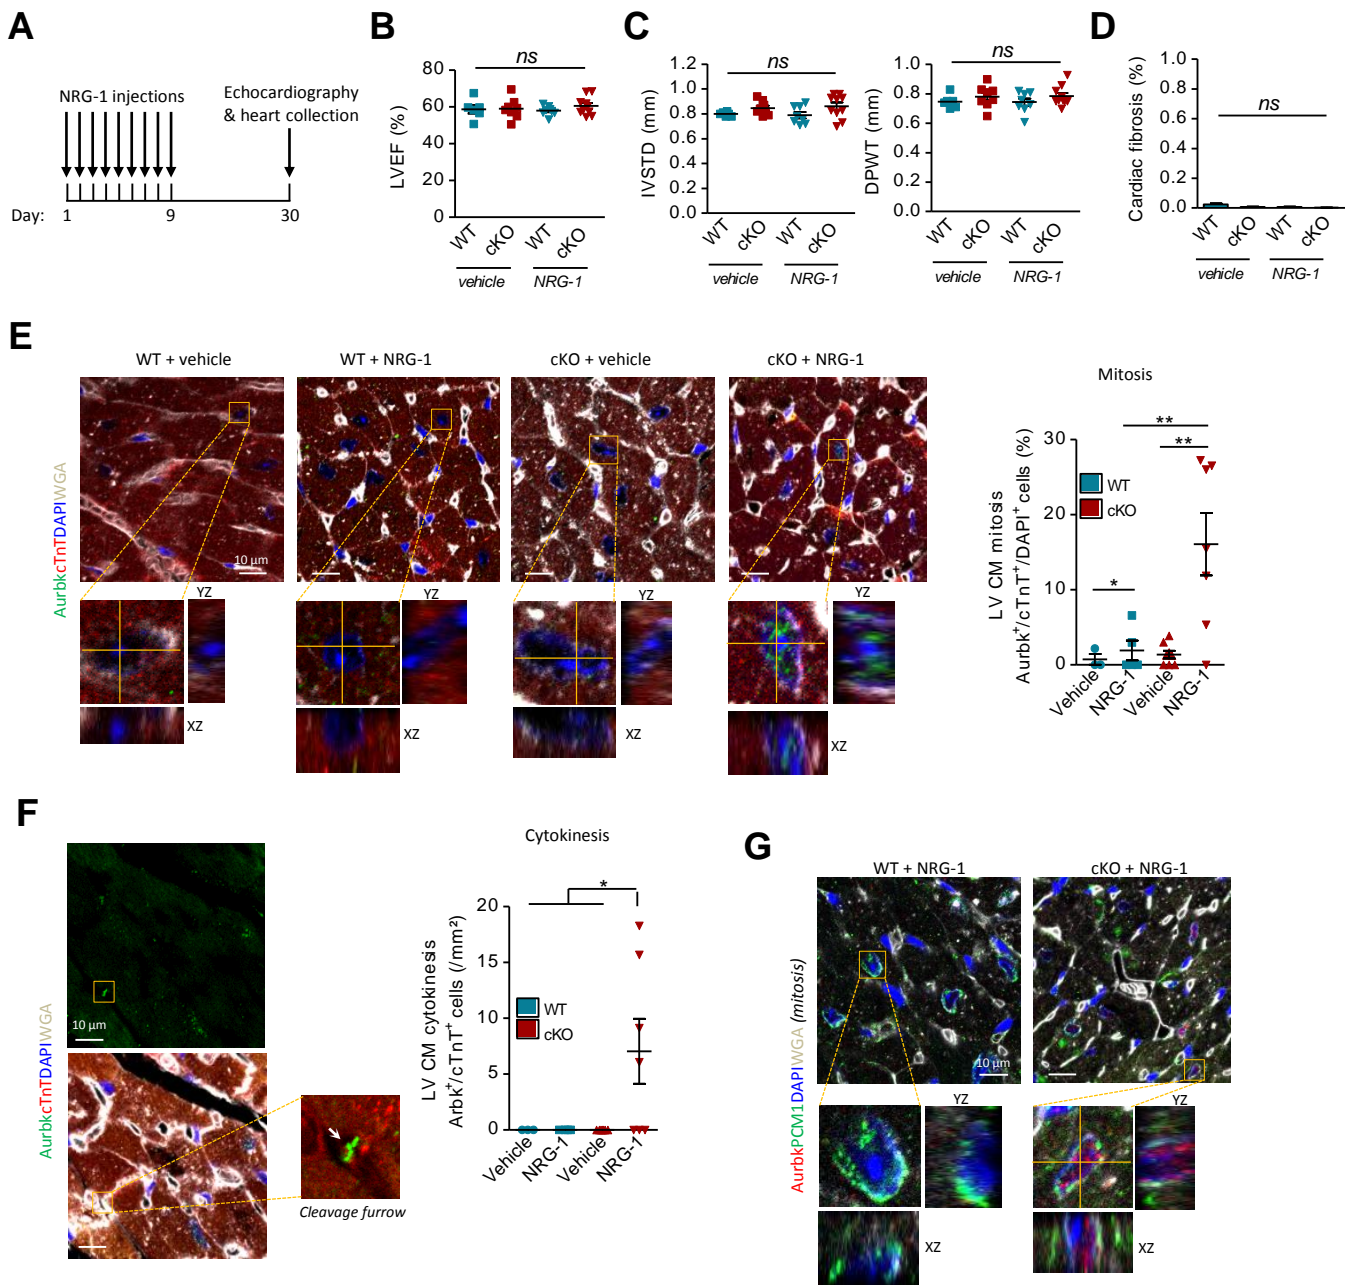 A
NRG-1 injections
Echocardiography
& heart collection
Day:
1
9
30
B
LVEF (%)
80
60
40
20
0
ns
WT
cKO
WT
cKO
vehicle
NRG-1
C
IVSTD (mm)
1.2
1.0
0.8
0.6
0.4
0.2
0.0
ns
WT
cKO
WT
cKO
vehicle
NRG-1
DPWT (mm)
1.0
0.8
0.6
0.4
0.2
0.0
ns
WT
cKO
WT
cKO
vehicle
NRG-1
D
Cardiac fibrosis (%)
1.0
0.8
0.6
0.4
0.2
0.0
ns
WT
cKO
WT
cKO
vehicle
NRG-1
E
AurbkcTnTDAPIWGA
WT + vehicle
WT + NRG-1
cKO + vehicle
cKO + NRG-1
10 µm
YZ
YZ
YZ
YZ
XZ
XZ
XZ
XZ
Mitosis
LV CM mitosis
Aurbk⁺/cTnT⁺/DAPI⁺ cells (%)
30
20
10
0
**
**
*
WT
cKO
Vehicle
NRG-1
Vehicle
NRG-1
F
AurbkcTnTDAPIWGA
10 µm
Cleavage furrow
Cytokinesis
LV CM cytokinesis
Arbk⁺/cTnT⁺ cells (/mm²)
20
15
10
5
0
*
WT
cKO
Vehicle
NRG-1
Vehicle
NRG-1
G
AurbkPCM1DAPIWGA (mitosis)
WT + NRG-1
cKO + NRG-1
10 µm
YZ
YZ
XZ
XZ